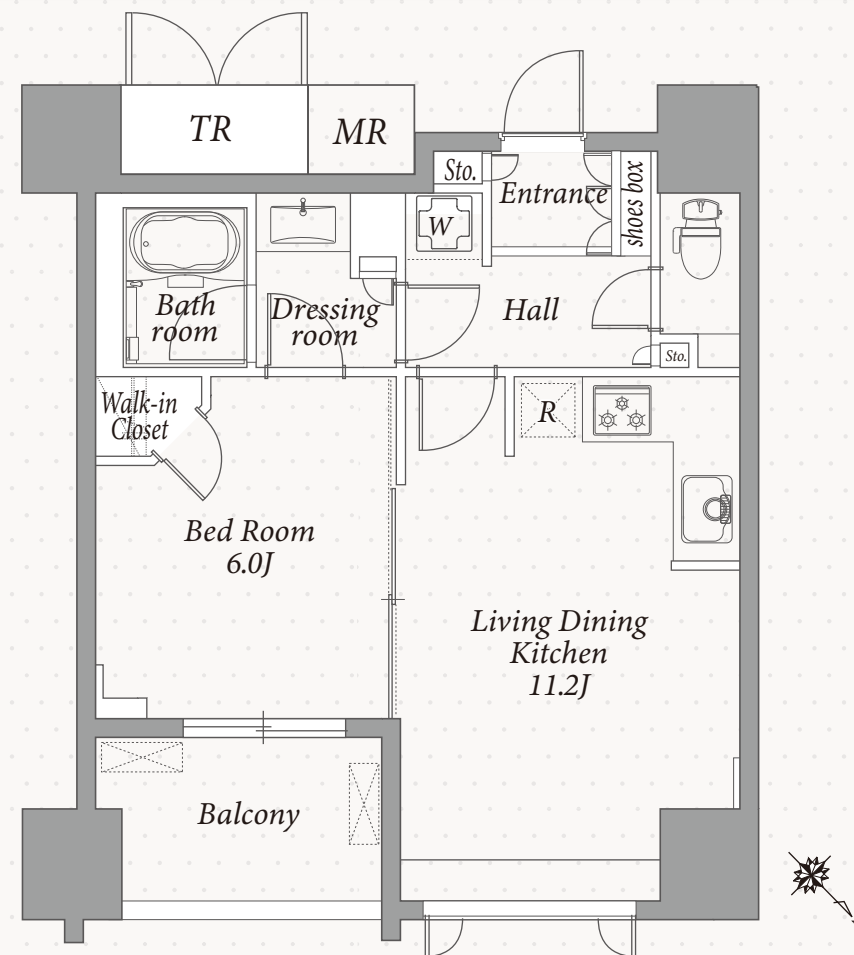 TR
MR
Sto.
Entrance
shoes box
W
Bath
room
Dressing
room
Hall
Sto.
Walk-in
Closet
R
Bed Room
6.0J
Living Dining
Kitchen
11.2J
Balcony